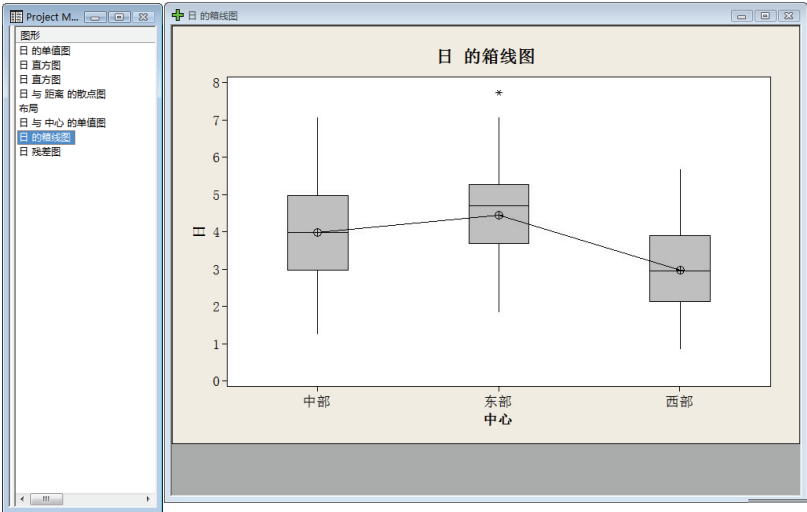 Project M...
图形
日 的单值图
日 直方图
日 直方图
日 与 距离 的散点图
布局
日 与 中心 的单值图
日 的箱线图
日 残差图
日 的箱线图
日 的箱线图
8
7
6
5
4
3
2
1
0
日
中部 东部 西部
中心